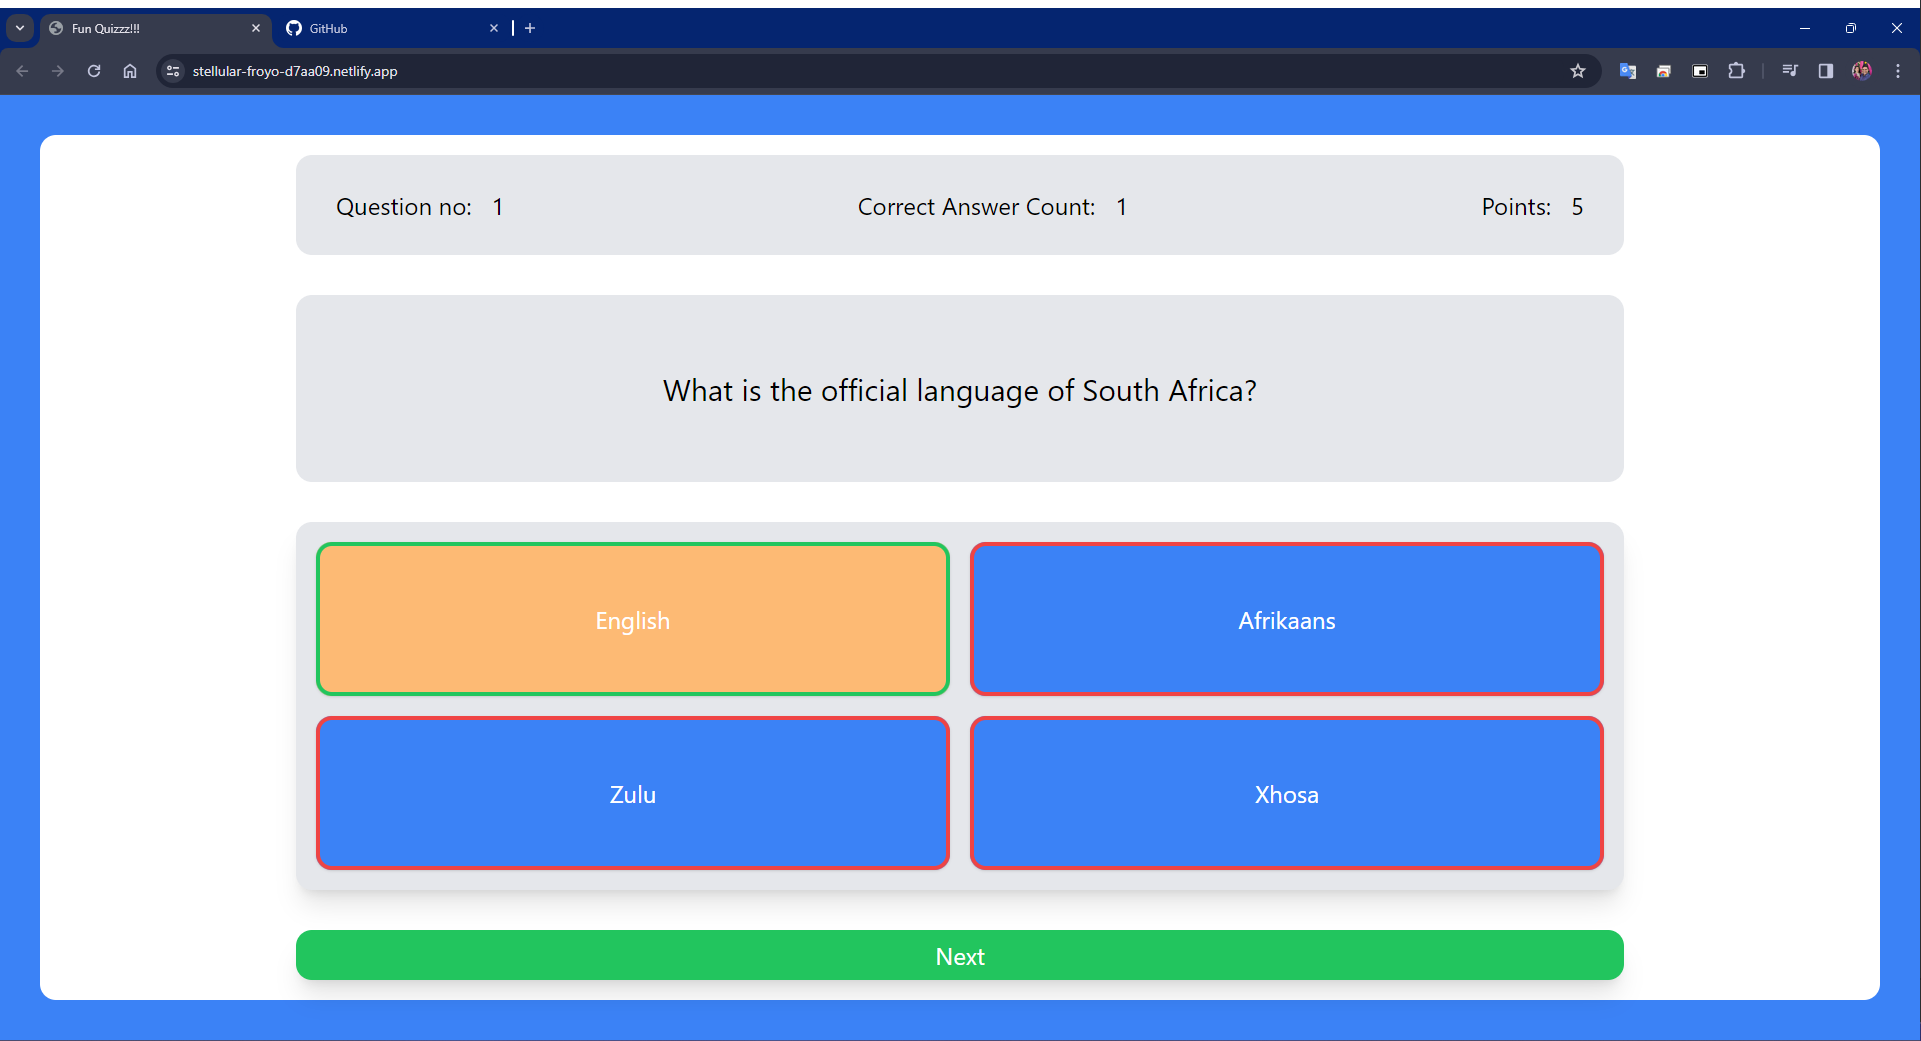 Fun Quizzz!!!
GitHub
stellular-froyo-d7aa09.netlify.app
Question no: 1
Correct Answer Count: 1
Points: 5
What is the official language of South Africa?
English
Afrikaans
Zulu
Xhosa
Next